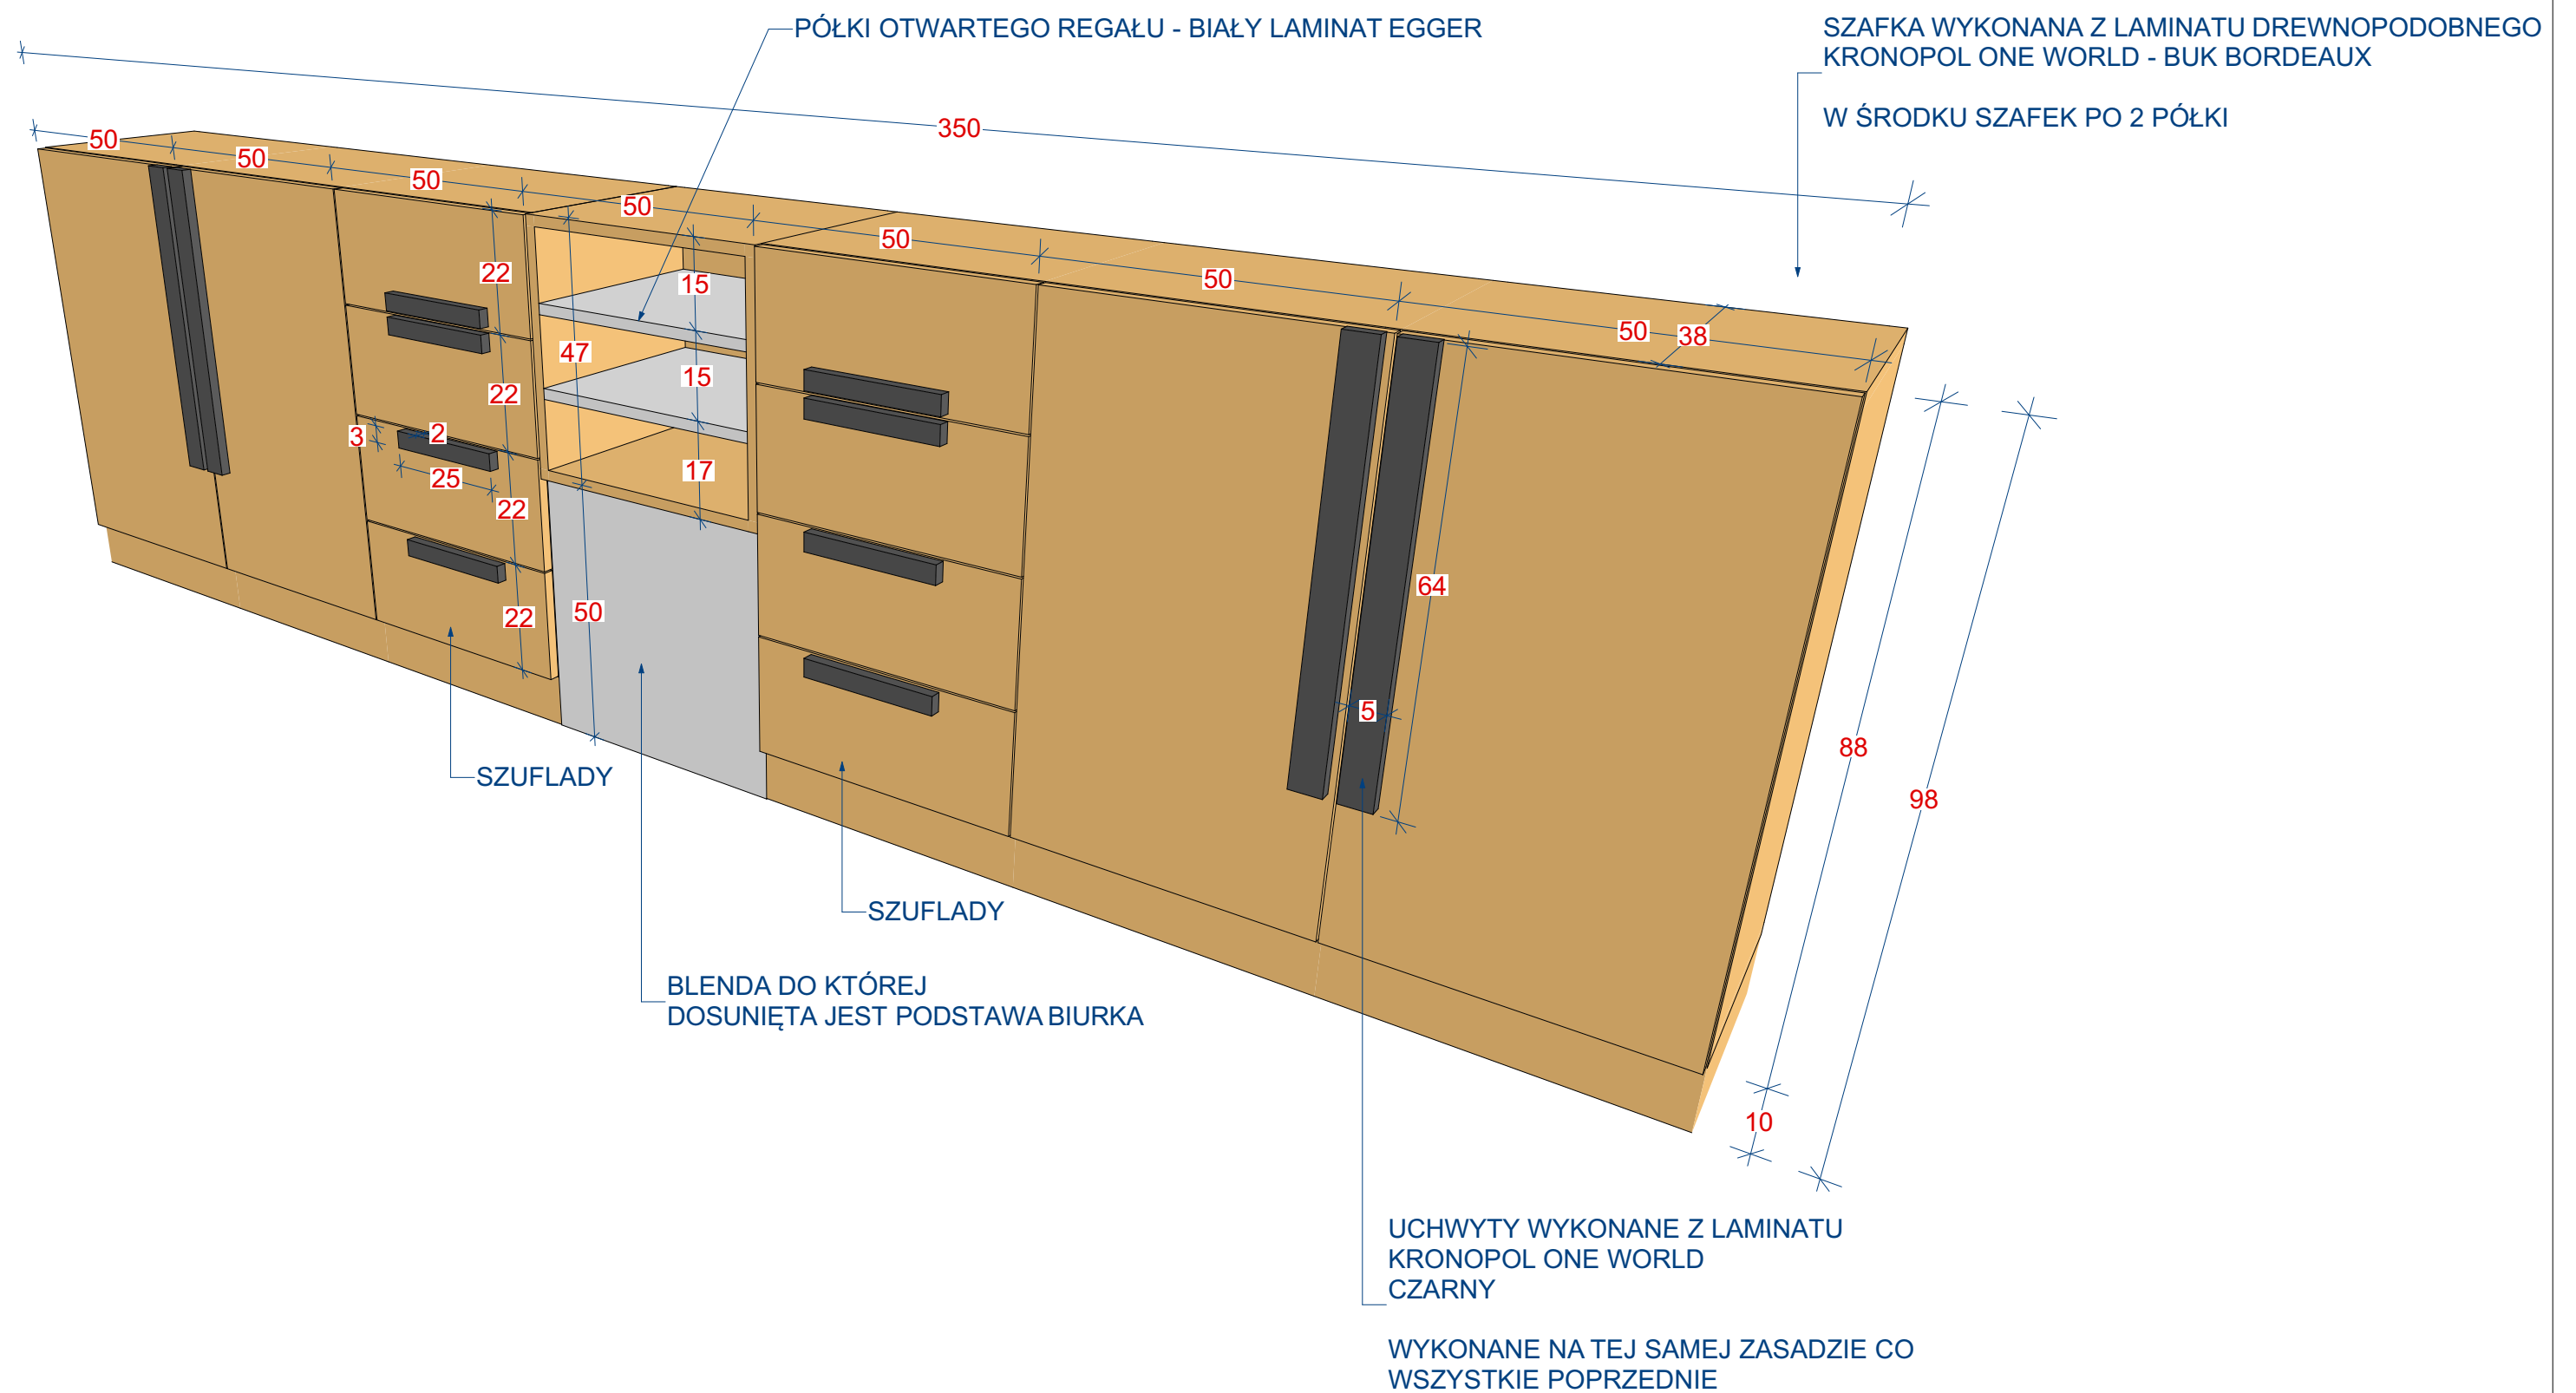 PÓŁKI OTWARTEGO REGAŁU - BIAŁY LAMINAT EGGER
SZAFKA WYKONANA Z LAMINATU DREWNOPODOBNEGO
KRONOPOL ONE WORLD - BUK BORDEAUX
W ŚRODKU SZAFEK PO 2 PÓŁKI
350
50
50
50
50
50
50
50
38
22
22
22
22
47
50
15
15
17
3
2
25
64
5
88
98
10
SZUFLADY
SZUFLADY
BLENDA DO KTÓREJ
DOSUNIĘTA JEST PODSTAWA BIURKA
UCHWYTY WYKONANE Z LAMINATU
KRONOPOL ONE WORLD
CZARNY
WYKONANE NA TEJ SAMEJ ZASADZIE CO
WSZYSTKIE POPRZEDNIE